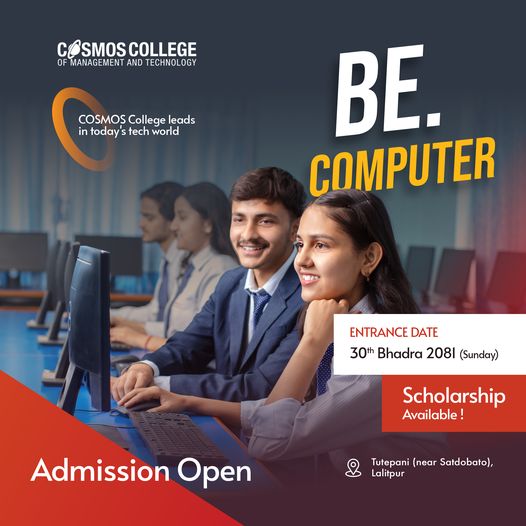 COSMOS COLLEGE
OF MANAGEMENT AND TECHNOLOGY
COSMOS College leads
in today's tech world
BE.
COMPUTER
ENTRANCE DATE
30th Bhadra 2081 (Sunday)
Scholarship
Available !
Admission Open
Tutepani (near Satdobato),
Lalitpur